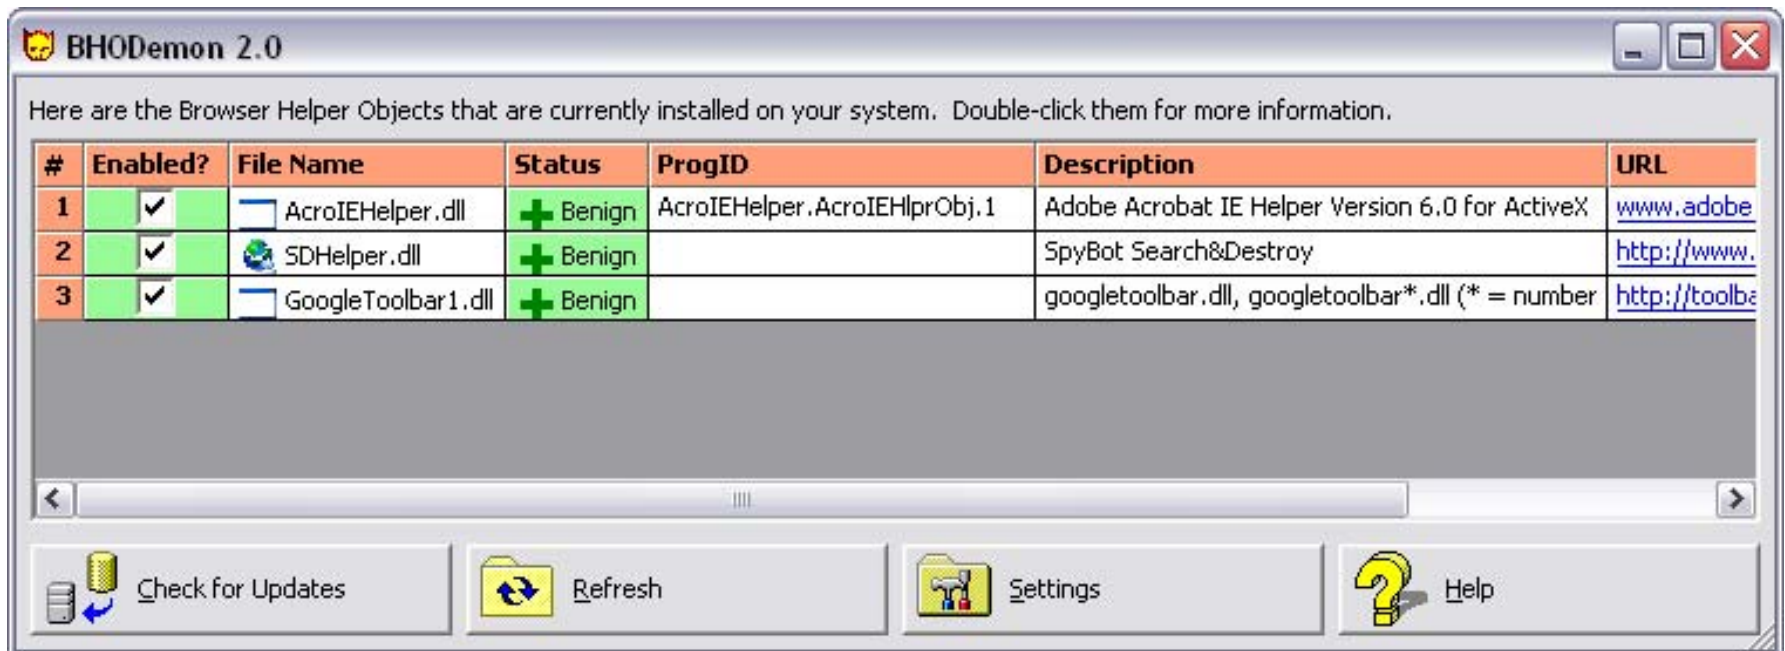 BHODemon 2.0
Here are the Browser Helper Objects that are currently installed on your system.  Double-click them for more information.
# Enabled? File Name Status ProgID Description URL
1 AcroIEHelper.dll Benign AcroIEHelper.AcroIEHlprObj.1 Adobe Acrobat IE Helper Version 6.0 for ActiveX www.adobe
2 SDHelper.dll Benign SpyBot Search&Destroy http://www.
3 GoogleToolbar1.dll Benign googletoolbar.dll, googletoolbar*.dll (* = number http://toolba
Check for Updates Refresh Settings Help